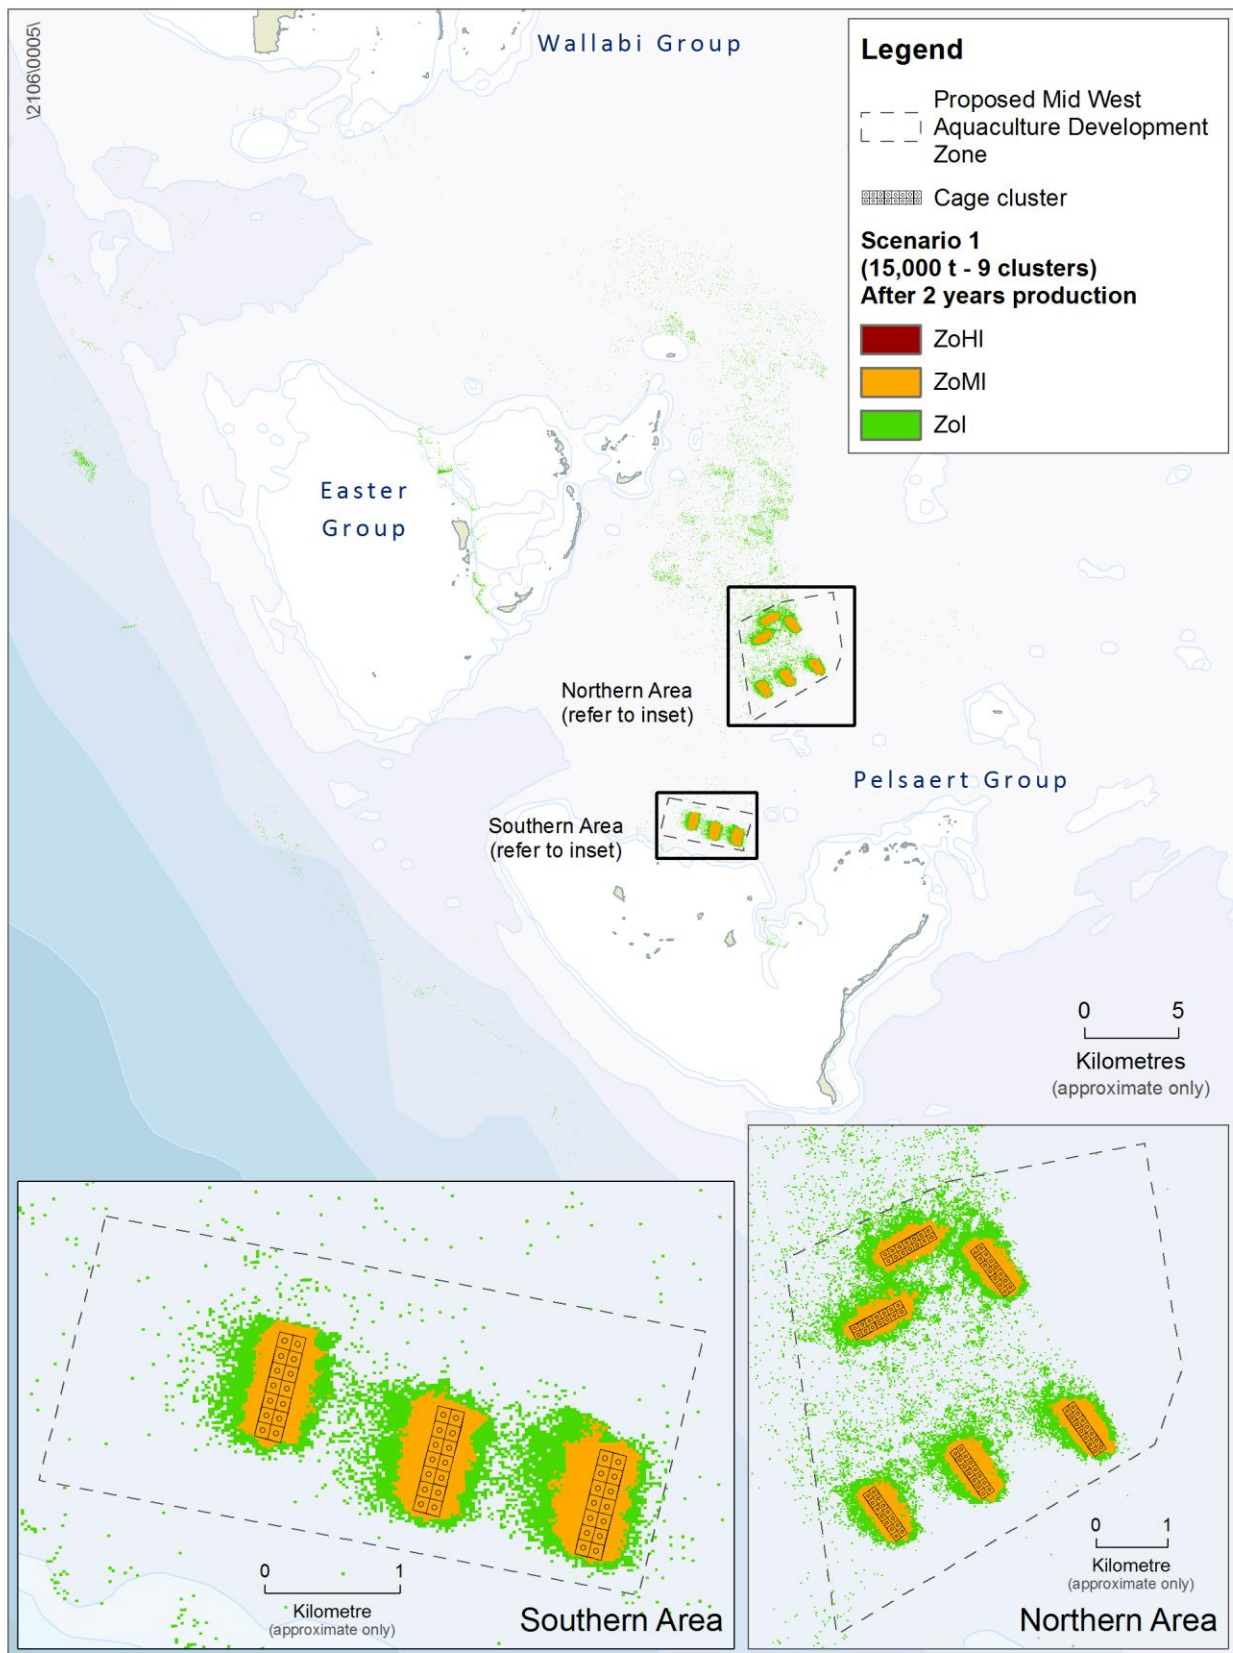 \2106\0005\
Wallabi Group
Legend
Proposed Mid West
Aquaculture Development
Zone
Cage cluster
Scenario 1
(15,000 t - 9 clusters)
After 2 years production
ZoHI
ZoMI
ZoI
Easter
Group
Northern Area
(refer to inset)
Pelsaert Group
Southern Area
(refer to inset)
0 5
Kilometres
(approximate only)
0 1
Kilometre
(approximate only)
Southern Area
0 1
Kilometre
(approximate only)
Northern Area